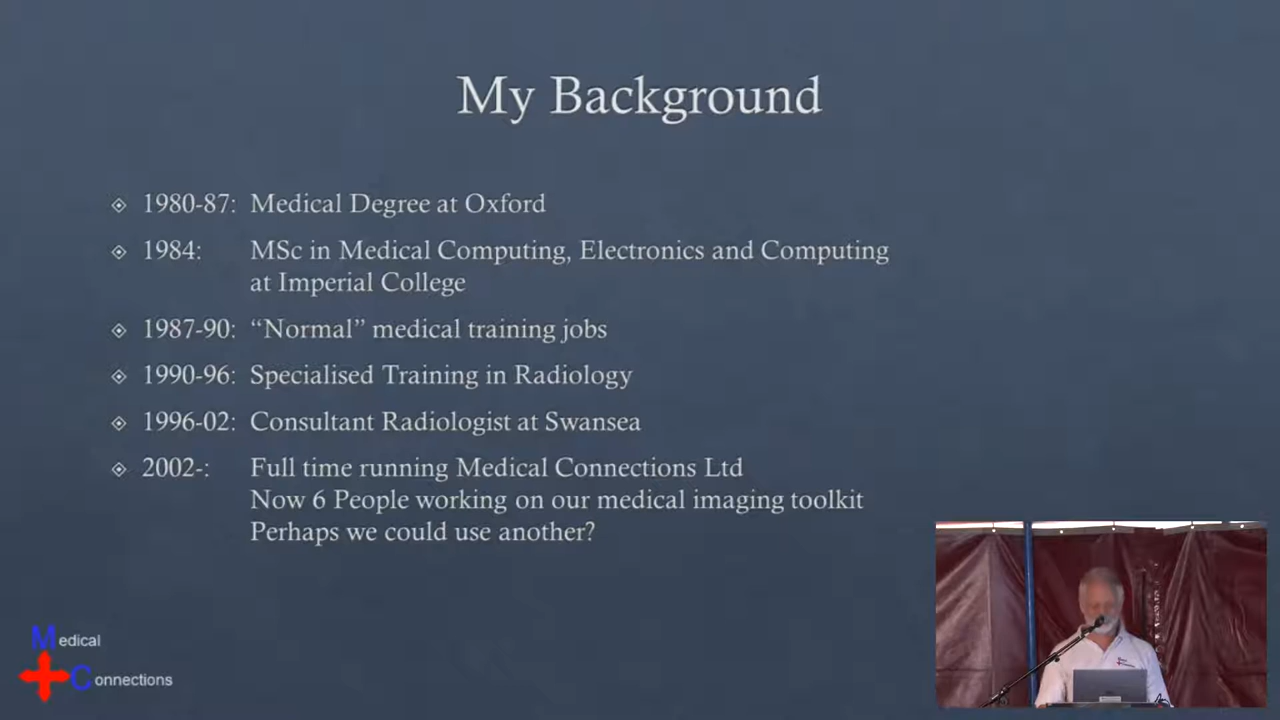 My Background
1980-87: Medical Degree at Oxford
1984: MSc in Medical Computing, Electronics and Computing
at Imperial College
1987-90: “Normal” medical training jobs
1990-96: Specialised Training in Radiology
1996-02: Consultant Radiologist at Swansea
2002-: Full time running Medical Connections Ltd
Now 6 People working on our medical imaging toolkit
Perhaps we could use another?
Medical
Connections